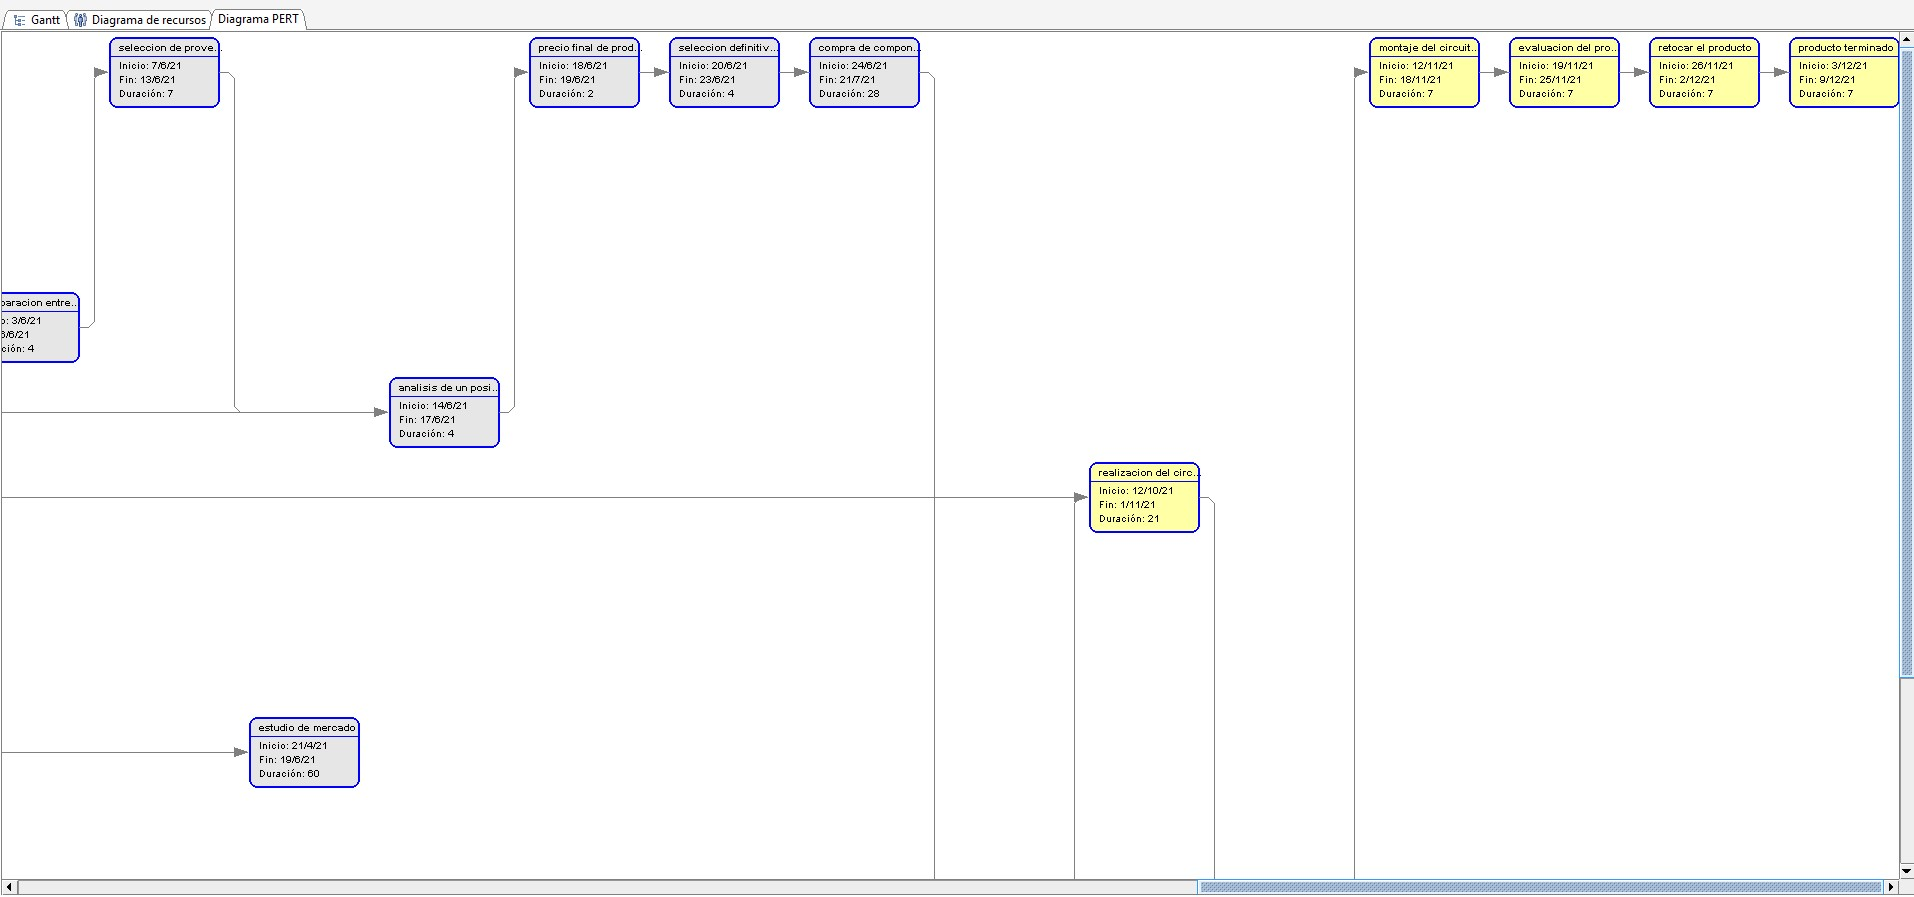 Gantt
Diagrama de recursos
Diagrama PERT
seleccion de prove..
Inicio: 7/6/21
Fin: 13/6/21
Duración: 7
precio final de prod..
Inicio: 18/6/21
Fin: 19/6/21
Duración: 2
seleccion definitiv...
Inicio: 20/6/21
Fin: 23/6/21
Duración: 4
compra de compon..
Inicio: 24/6/21
Fin: 21/7/21
Duración: 28
montaje del circuit..
Inicio: 12/11/21
Fin: 18/11/21
Duración: 7
evaluacion del pro..
Inicio: 19/11/21
Fin: 25/11/21
Duración: 7
retocar el producto
Inicio: 26/11/21
Fin: 2/12/21
Duración: 7
producto terminado
Inicio: 3/12/21
Fin: 9/12/21
Duración: 7
paracion entre..
o: 3/6/21
6/6/21
ción: 4
analisis de un posi..
Inicio: 14/6/21
Fin: 17/6/21
Duración: 4
realizacion del circ..
Inicio: 12/10/21
Fin: 1/11/21
Duración: 21
estudio de mercado
Inicio: 21/4/21
Fin: 19/6/21
Duración: 60